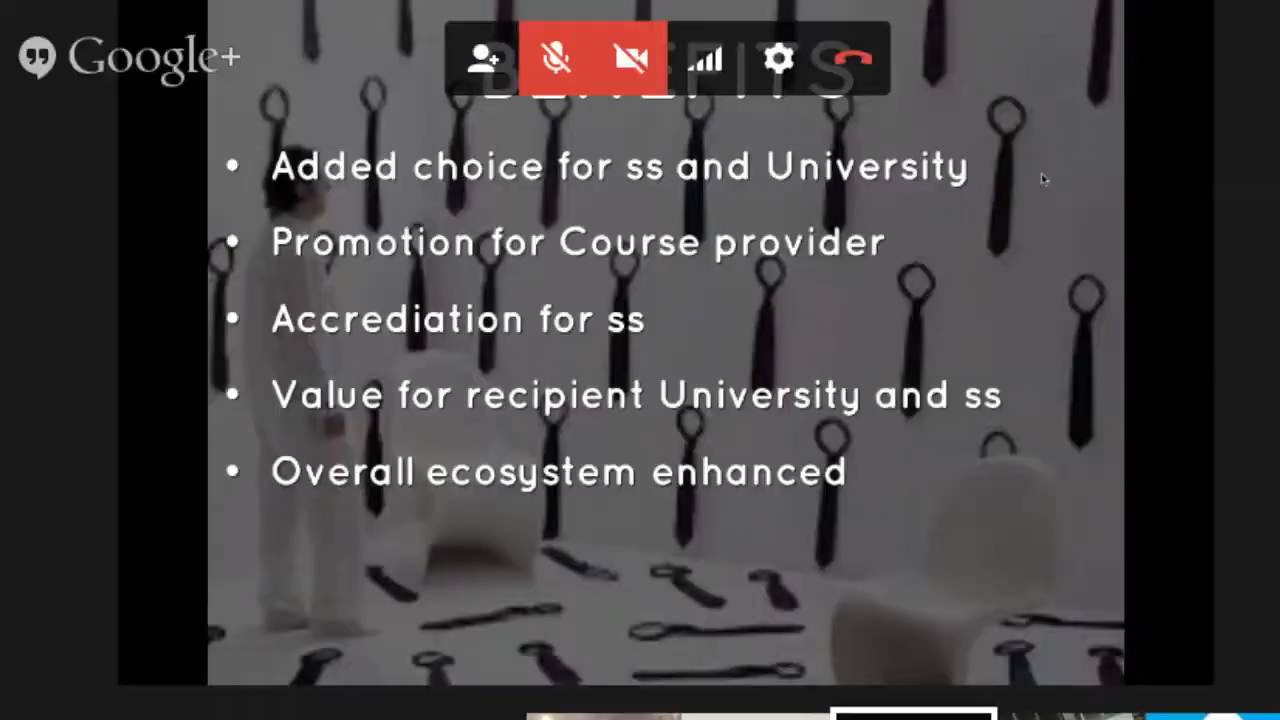 Google+
BENEFITS
• Added choice for ss and University
• Promotion for Course provider
• Accrediation for ss
• Value for recipient University and ss
• Overall ecosystem enhanced